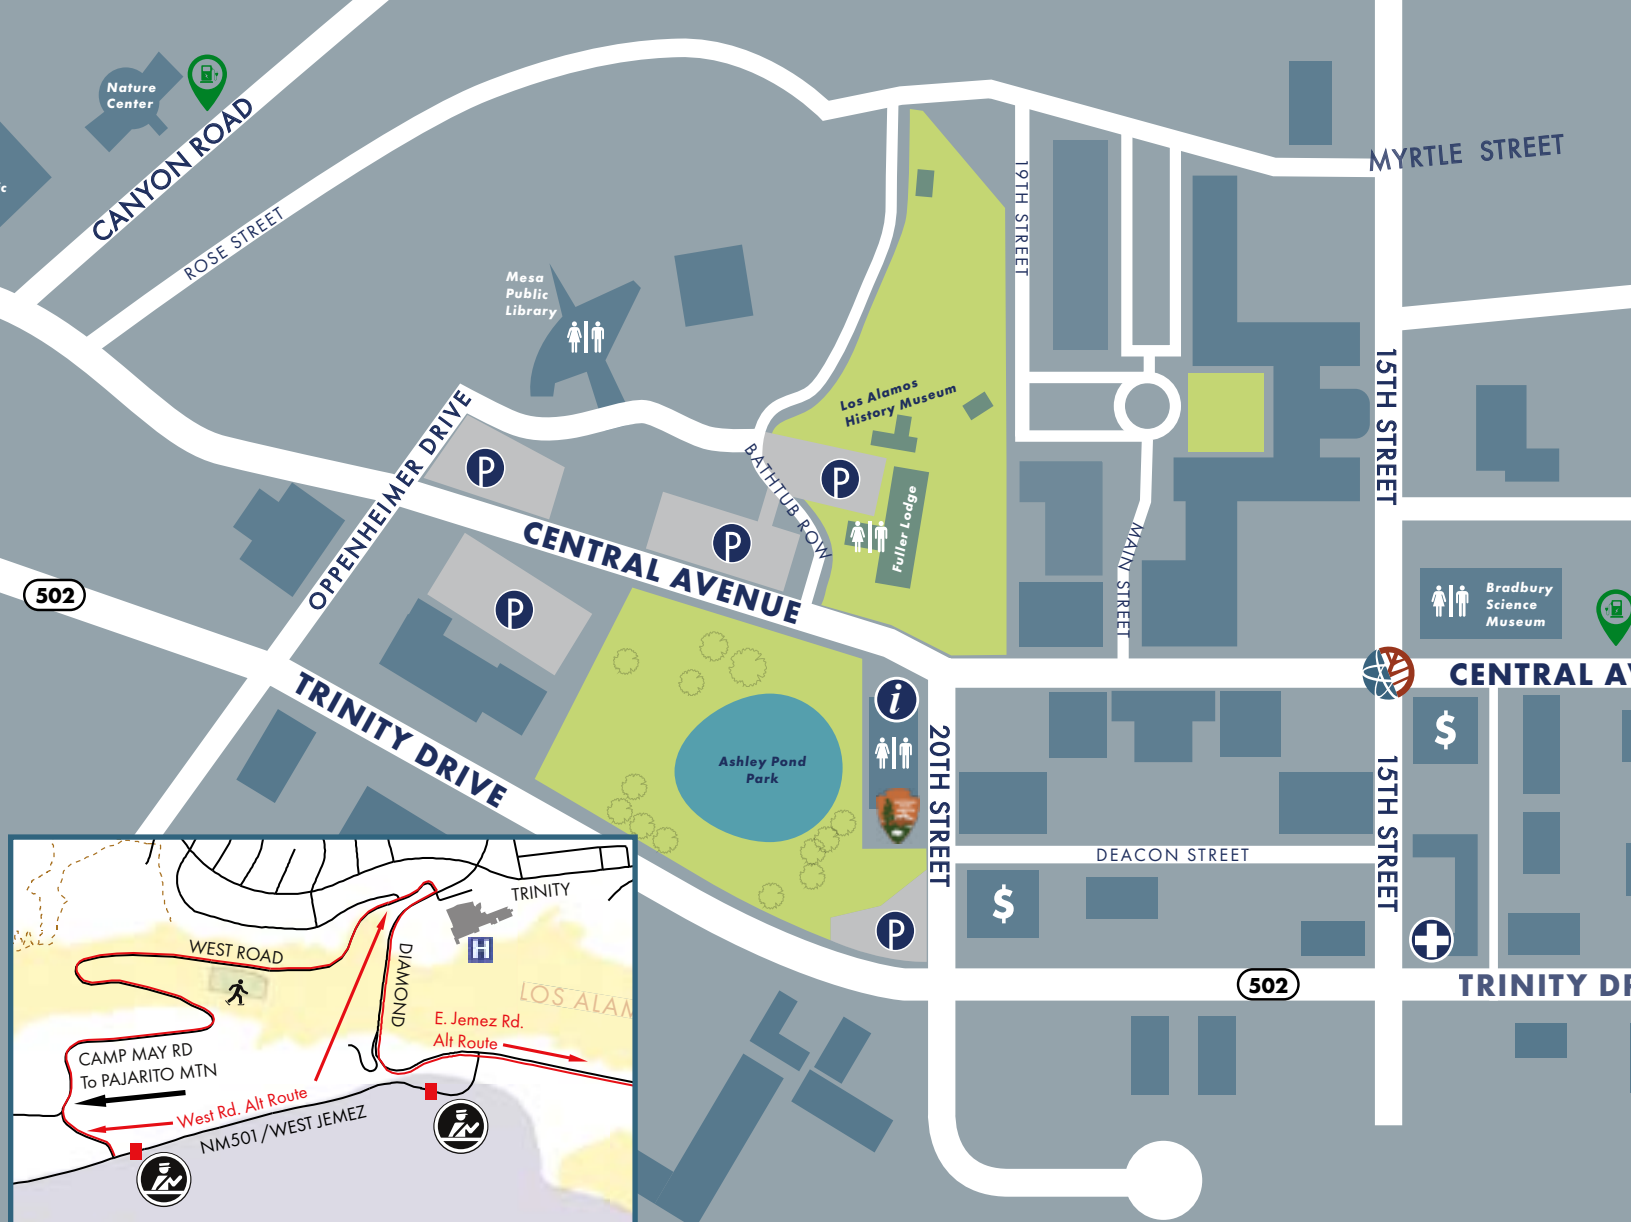 Nature
Center
CANYON ROAD
ROSE STREET
c
Mesa
Public
Library
19TH STREET
MYRTLE STREET
15TH STREET
Los Alamos
History Museum
OPPENHEIMER DRIVE
P
P
P
P
BATHTUB ROW
CENTRAL AVENUE
Fuller Lodge
MAIN STREET
502
Bradbury
Science
Museum
TRINITY DRIVE
CENTRAL AV
i
$
Ashley Pond
Park
20TH STREET
15TH STREET
DEACON STREET
$
P
502
TRINITY DR
TRINITY
WEST ROAD
H
DIAMOND
LOS ALAM
E. Jemez Rd.
Alt Route
CAMP MAY RD
To PAJARITO MTN
West Rd. Alt Route
NM501/WEST JEMEZ